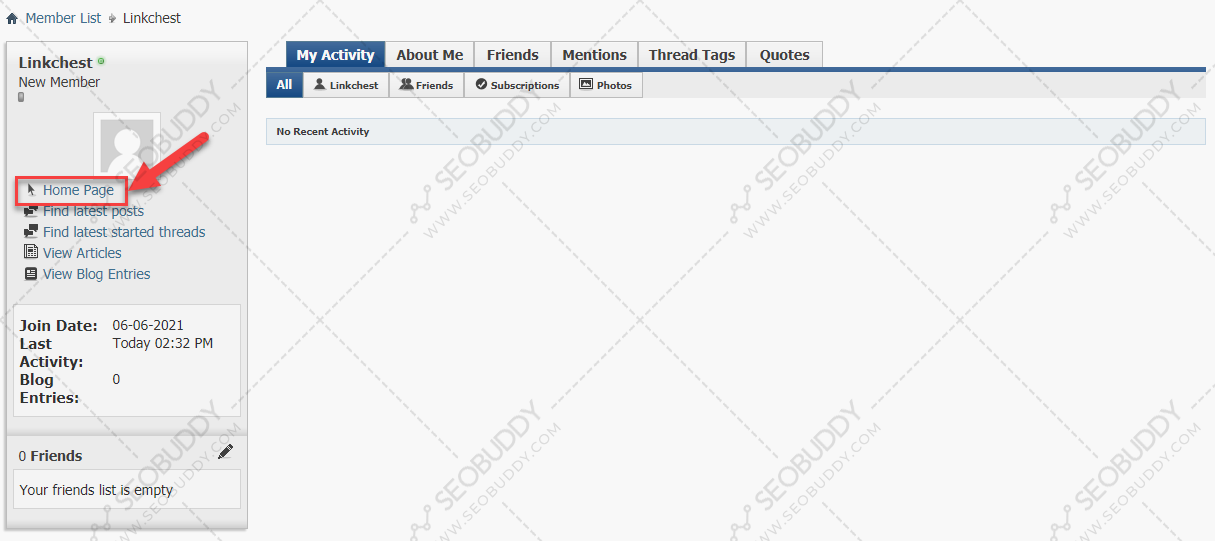 Member List Linkchest
Linkchest
New Member
Home Page
Find latest posts
Find latest started threads
View Articles
View Blog Entries
Join Date: 06-06-2021
Last Activity: Today 02:32 PM
Blog Entries: 0
0 Friends
Your friends list is empty
My Activity About Me Friends Mentions Thread Tags Quotes
All Linkchest Friends Subscriptions Photos
No Recent Activity
SEOBUDDY
WWW.SEOBUDDY.COM
SEOBUDDY
WWW.SEOBUDDY.COM
SEOBUDDY
WWW.SEOBUDDY.COM
SEOBUDDY
WWW.SEOBUDDY.COM
SEOBUDDY
WWW.SEOBUDDY.COM
SEOBUDDY
WWW.SEOBUDDY.COM
SEOBUDDY
WWW.SEOBUDDY.COM
SEOBUDDY
WWW.SEOBUDDY.COM